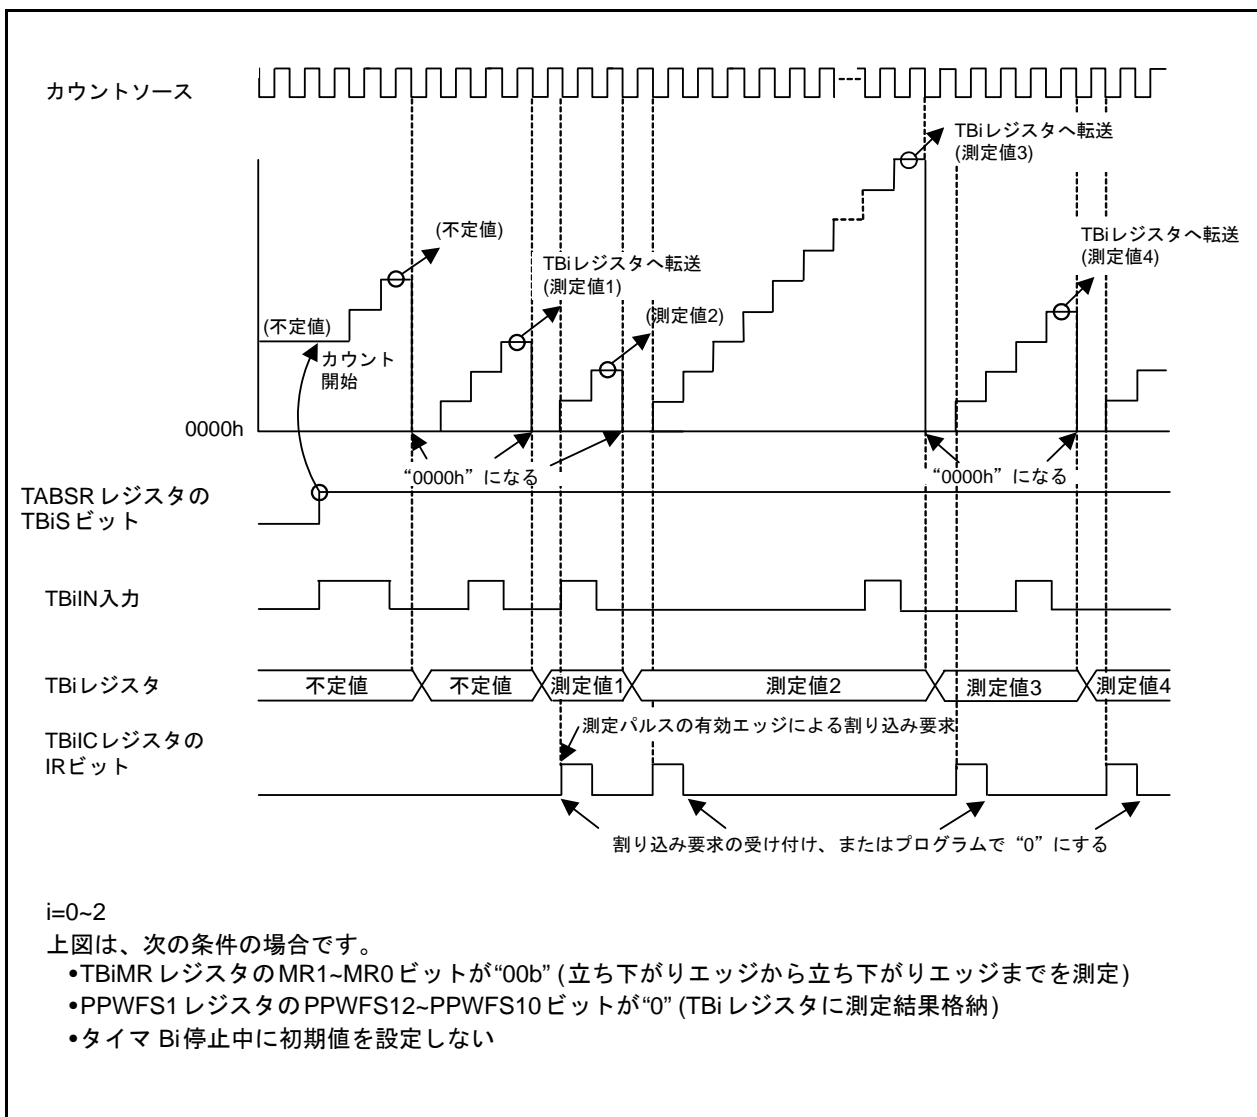 カウントソース
TBiレジスタへ転送
(測定値3)
(不定値)
TBiレジスタへ転送
(測定値1)
TBiレジスタへ転送
(測定値4)
(測定値2)
(不定値)
カウント
開始
0000h
“0000h” になる
“0000h” になる
TABSR レジスタの
TBiS ビット
TBiIN入力
TBiレジスタ
不定値 不定値 測定値1 測定値2 測定値3 測定値4
測定パルスの有効エッジによる割り込み要求
TBiICレジスタの
IRビット
割り込み要求の受け付け、またはプログラムで “0” にする
i=0~2
上図は、次の条件の場合です。
•TBiMR レジスタの MR1~MR0 ビットが“00b” (立ち下がりエッジから立ち下がりエッジまでを測定)
•PPWFS1 レジスタの PPWFS12~PPWFS10 ビットが“0” (TBi レジスタに測定結果格納)
•タイマ Bi 停止中に初期値を設定しない